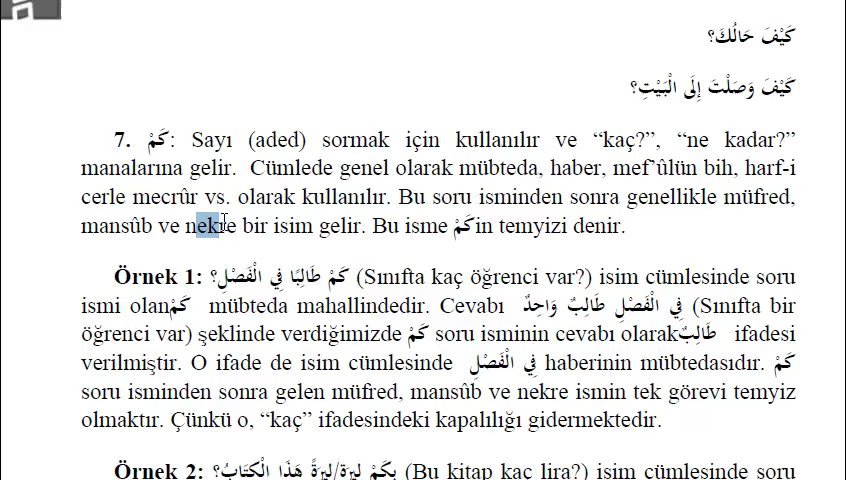 كَيْفَ حَالُكَ؟
كَيْفَ وَصَلْتَ إِلَى الْبَيْتِ؟
7. كَمْ: Sayı (aded) sormak için kullanılır ve “kaç?”, “ne kadar?”
manalarına gelir. Cümlede genel olarak mübteda, haber, mef’ûlün bih, harf-i
cerle mecrûr vs. olarak kullanılır. Bu soru isminden sonra genellikle müfred,
mansûb ve nekre bir isim gelir. Bu isme كَمْin temyizi denir.
Örnek 1: كَمْ طَالِبًا فِي الْفَصْلِ؟ (Sınıfta kaç öğrenci var?) isim cümlesinde soru
ismi olanكَمْ mübteda mahallindedir. Cevabı فِي الْفَصْلِ طَالِبٌ وَاحِدٌ (Sınıfta bir
öğrenci var) şeklinde verdiğimizde كَمْ soru isminin cevabı olarakطَالِبٌ ifadesi
verilmiştir. O ifade de isim cümlesinde فِي الْفَصْلِ haberinin mübtedasıdır. كَمْ
soru isminden sonra gelen müfred, mansûb ve nekre ismin tek görevi temyiz
olmaktır. Çünkü o, “kaç” ifadesindeki kapalılığı gidermektedir.
Örnek 2: بِكَمْ لِيرَة/لِيرَةً هَذَا الْكِتَابُ؟ (Bu kitap kaç lira?) isim cümlesinde soru